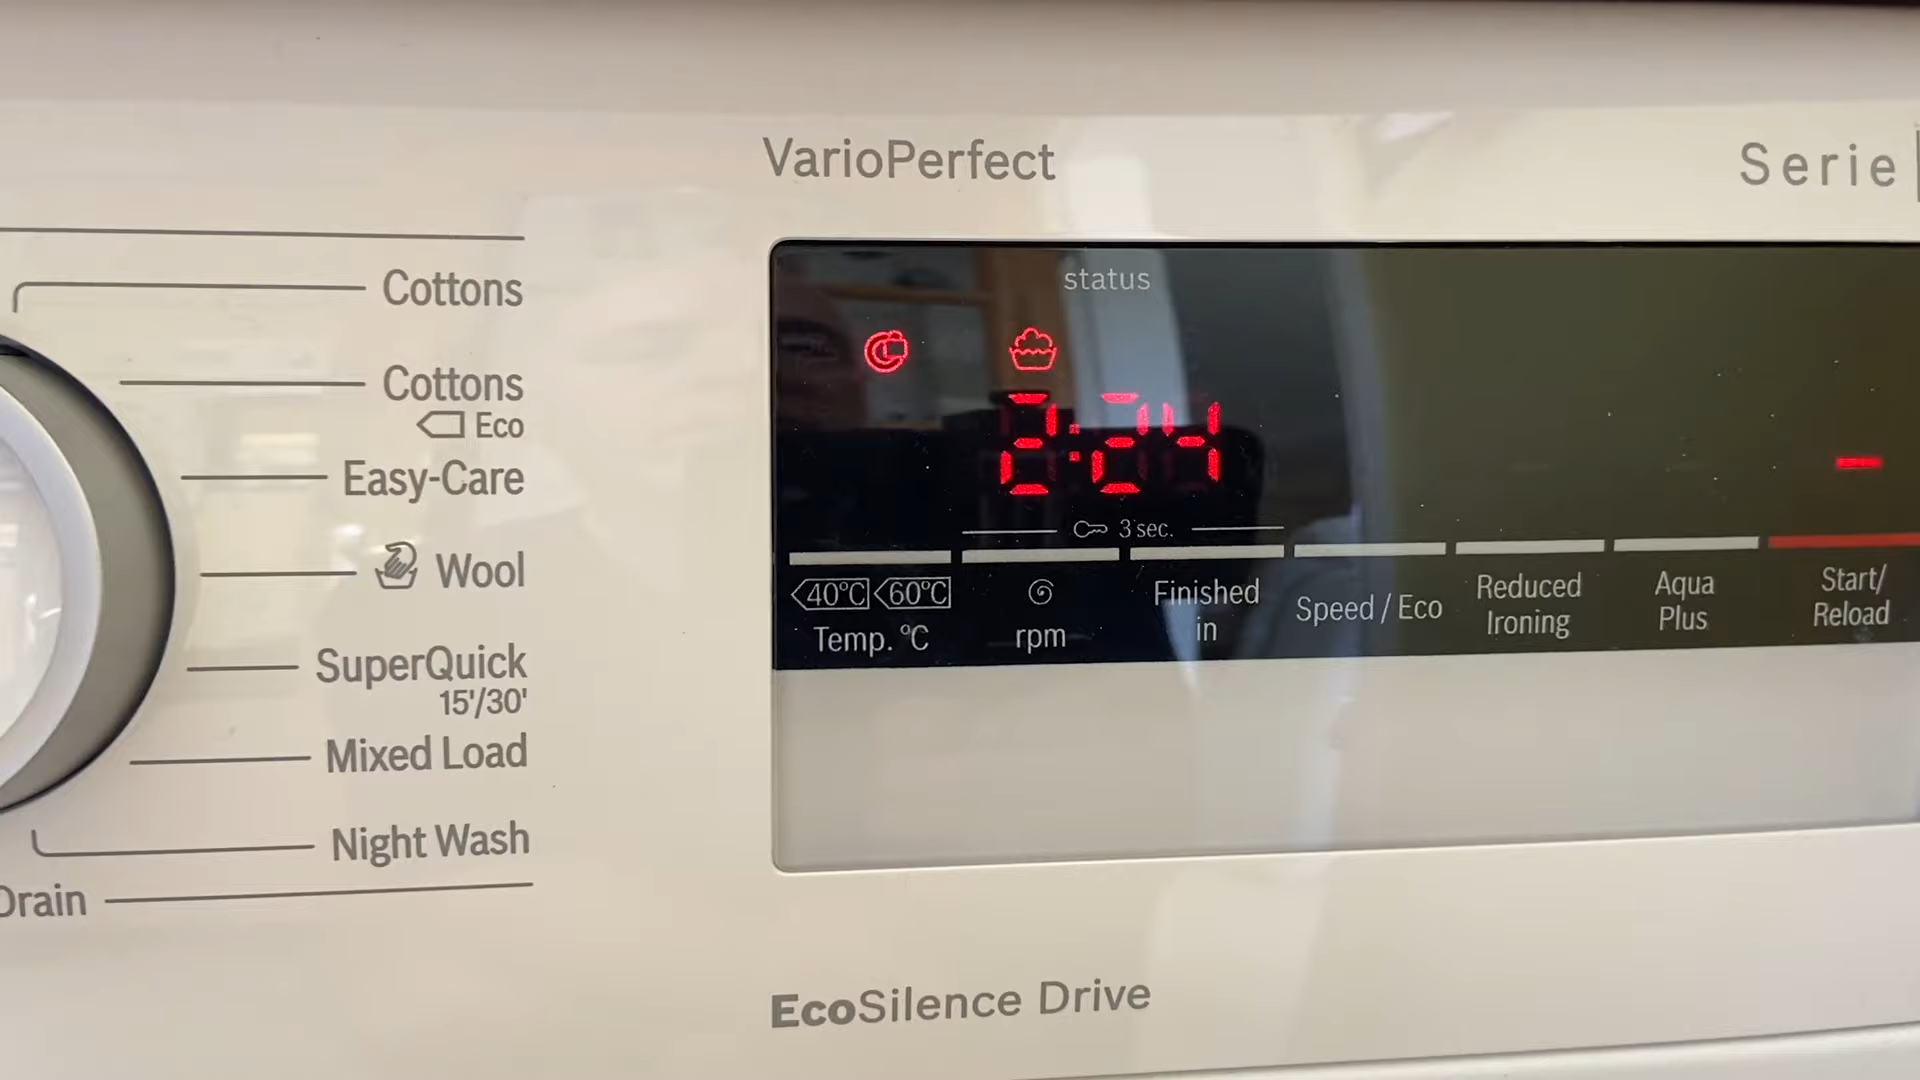 VarioPerfect
Serie
Cottons
Cottons
Eco
Easy-Care
Wool
SuperQuick
15'/30'
Mixed Load
Night Wash
Drain
status
2:24
3 sec.
40°C 60°C
Temp. °C
rpm
Finished
in
Speed / Eco
Reduced
Ironing
Aqua
Plus
Start/
Reload
EcoSilence Drive